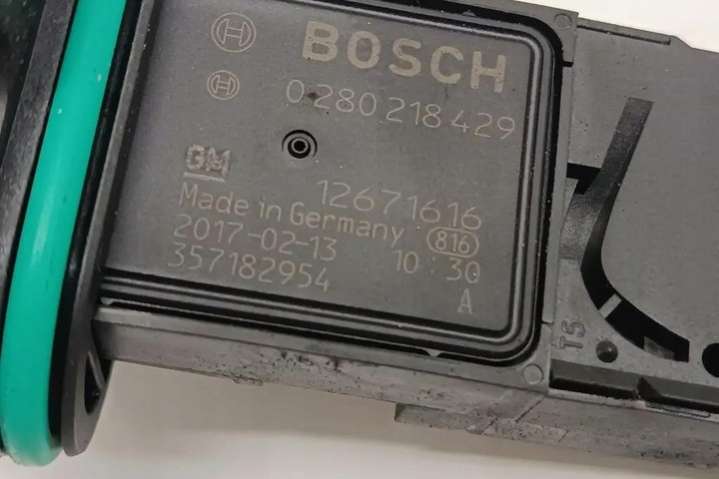 BOSCH
0 280 218 429
GM
12671616
Made in Germany 816
2017-02-13 10:30
357182954
A
T5